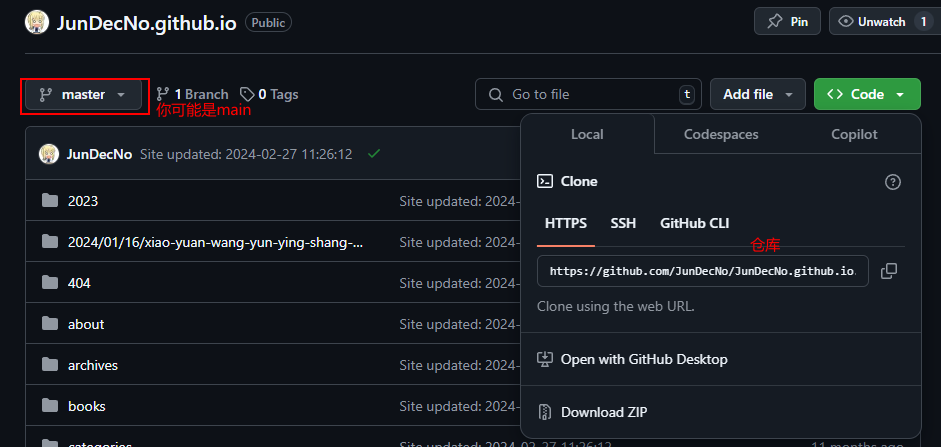 JunDecNo.github.io Public Pin Unwatch 1
master 1 Branch 0 Tags Go to file t Add file Code
你可能是main
Local Codespaces Copilot
JunDecNo Site updated: 2024-02-27 11:26:12
Clone
2023 Site updated: 2024-
HTTPS SSH GitHub CLI
仓库
2024/01/16/xiao-yuan-wang-yun-ying-shang-... Site updated: 2024-
https://github.com/JunDecNo/JunDecNo.github.io.
404 Site updated: 2024-
Clone using the web URL.
about Site updated: 2024-
archives Site updated: 2024-
Open with GitHub Desktop
books Site updated: 2024-
Download ZIP
categories Site updated: 2024-02-27 11:26:12 11 months ago